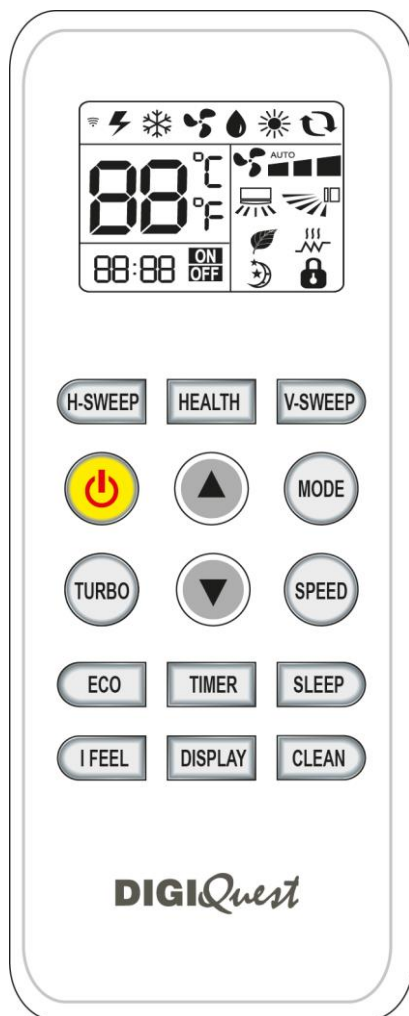 AUTO
88 °C
°F
88:88 ON
OFF
H-SWEEP HEALTH V-SWEEP
MODE
TURBO SPEED
ECO TIMER SLEEP
I FEEL DISPLAY CLEAN
DIGIQuest